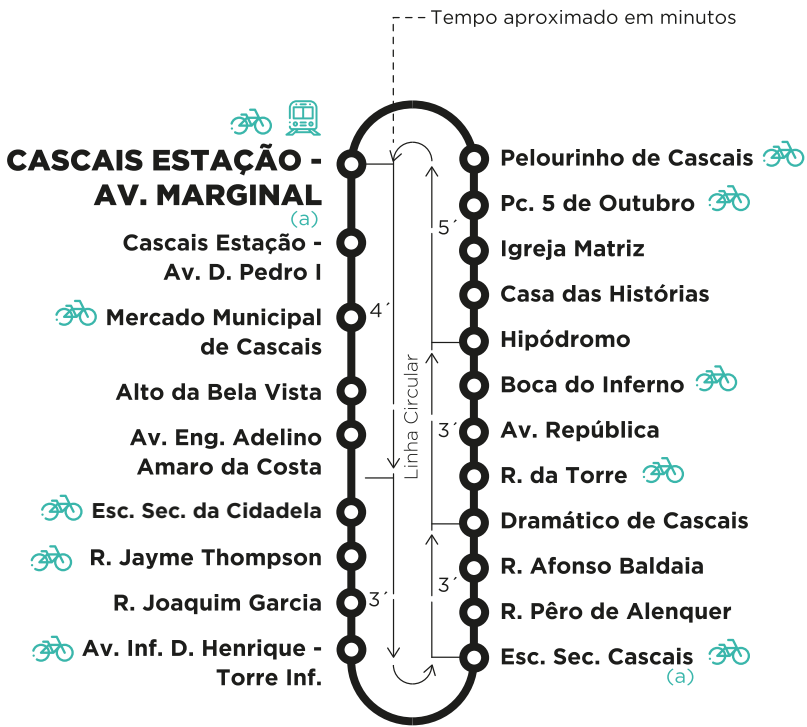 Tempo aproximado em minutos
CASCAIS ESTAÇÃO -
AV. MARGINAL
(a)
Cascais Estação -
Av. D. Pedro I
Mercado Municipal
de Cascais
Alto da Bela Vista
Av. Eng. Adelino
Amaro da Costa
Esc. Sec. da Cidadela
R. Jayme Thompson
R. Joaquim Garcia
Av. Inf. D. Henrique -
Torre Inf.
4´
3´
Linha Circular
5´
3´
3´
Pelourinho de Cascais
Pc. 5 de Outubro
Igreja Matriz
Casa das Histórias
Hipódromo
Boca do Inferno
Av. República
R. da Torre
Dramático de Cascais
R. Afonso Baldaia
R. Pêro de Alenquer
Esc. Sec. Cascais
(a)